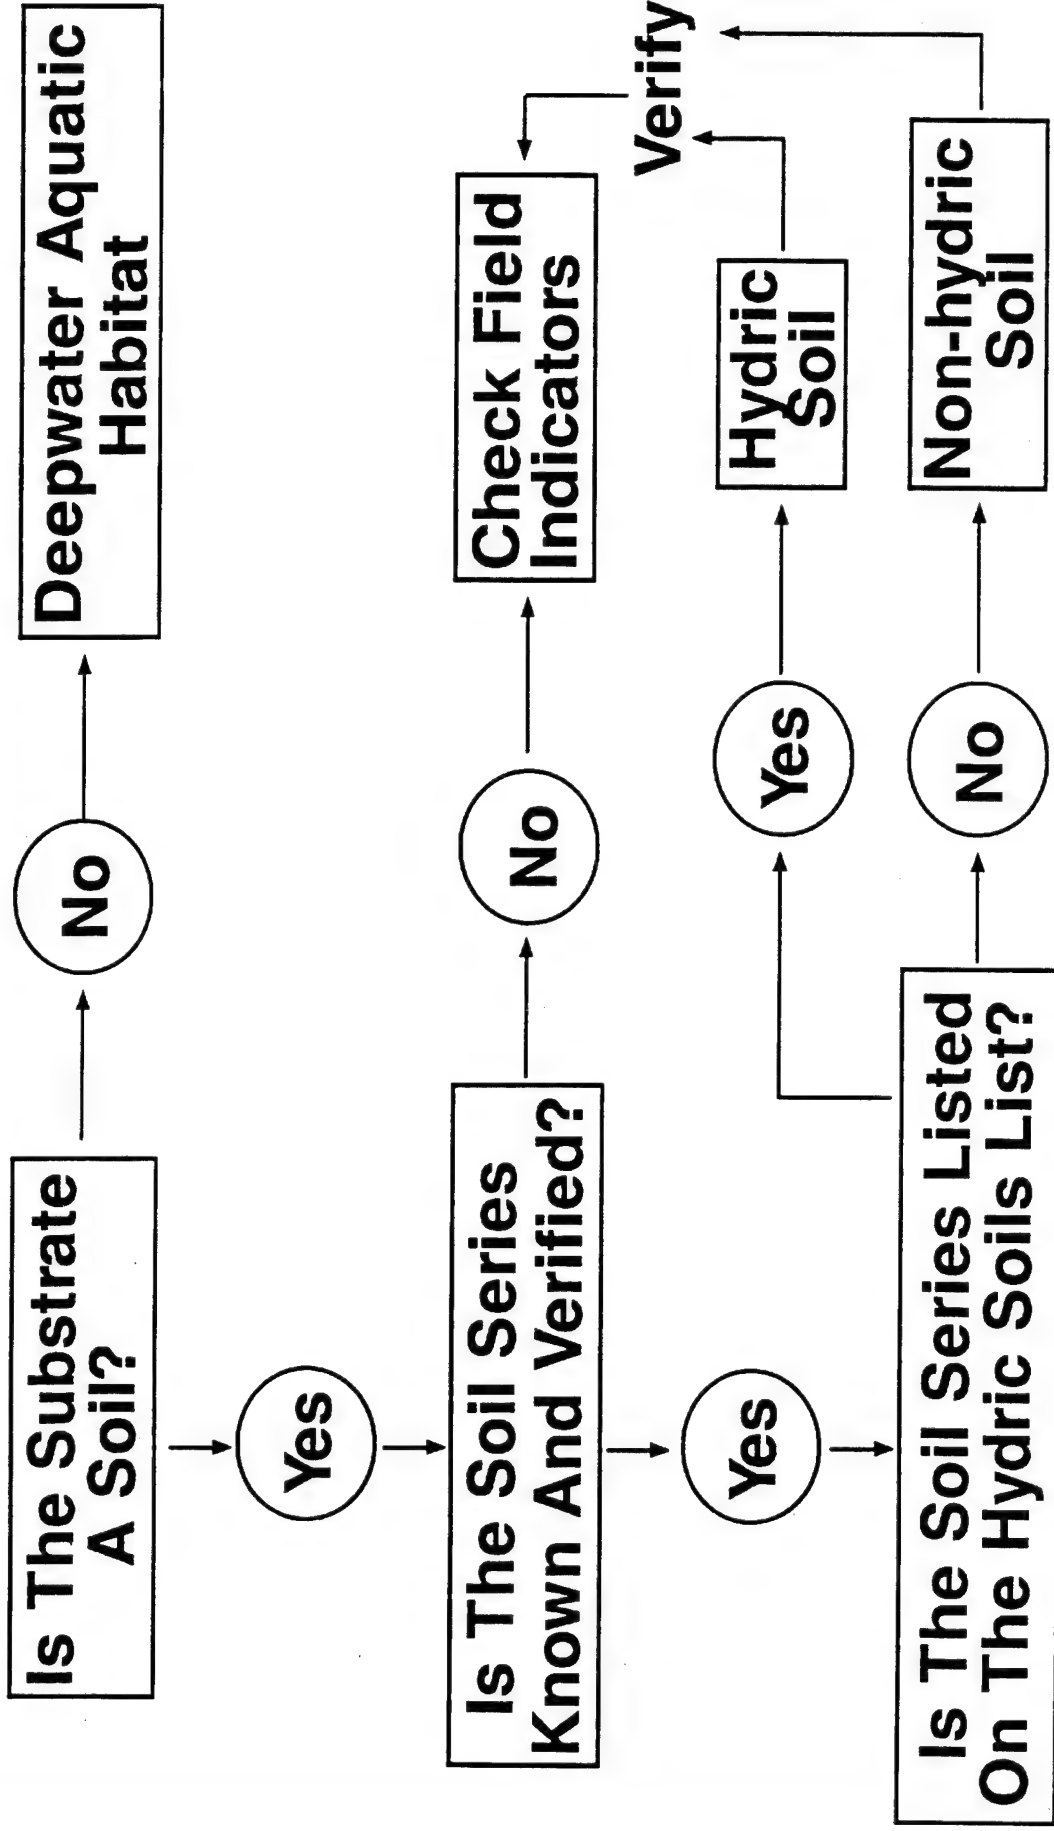 Is The Substrate
A Soil?
No
Deepwater Aquatic
Habitat
Yes
Is The Soil Series
Known And Verified?
No
Check Field
Indicators
Verify
Yes
Is The Soil Series Listed
On The Hydric Soils List?
Yes
Hydric
Soil
No
Non-hydric
Soil